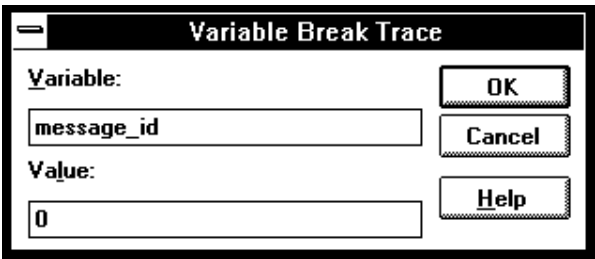 Variable Break Trace
Variable:
message_id
Value:
0
OK
Cancel
Help